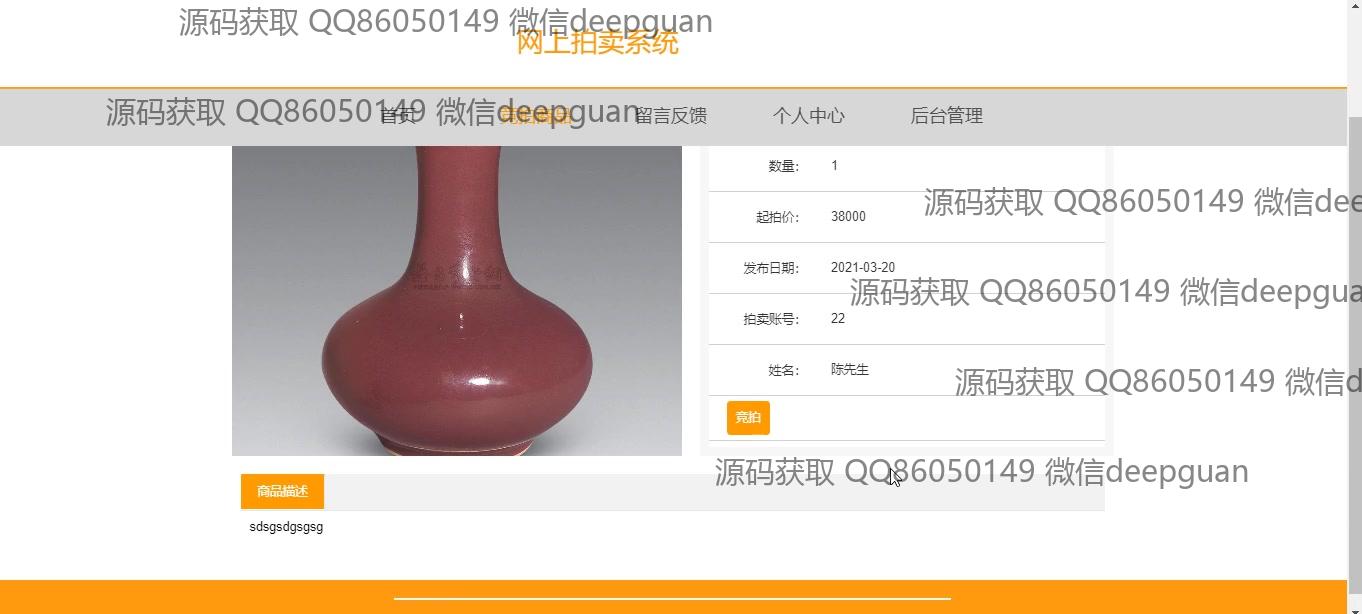 源码获取 QQ86050149 微信deepguan
网上拍卖系统
源码获取 QQ86050149 微信deepguan
首页 竞拍商品 留言反馈 个人中心 后台管理
数量: 1
源码获取 QQ86050149 微信dee
起拍价: 38000
发布日期: 2021-03-20
源码获取 QQ86050149 微信deepgua
拍卖账号: 22
姓名: 陈先生
源码获取 QQ86050149 微信d
竞拍
源码获取 QQ86050149 微信deepguan
商品描述
sdsgsdgsgsg